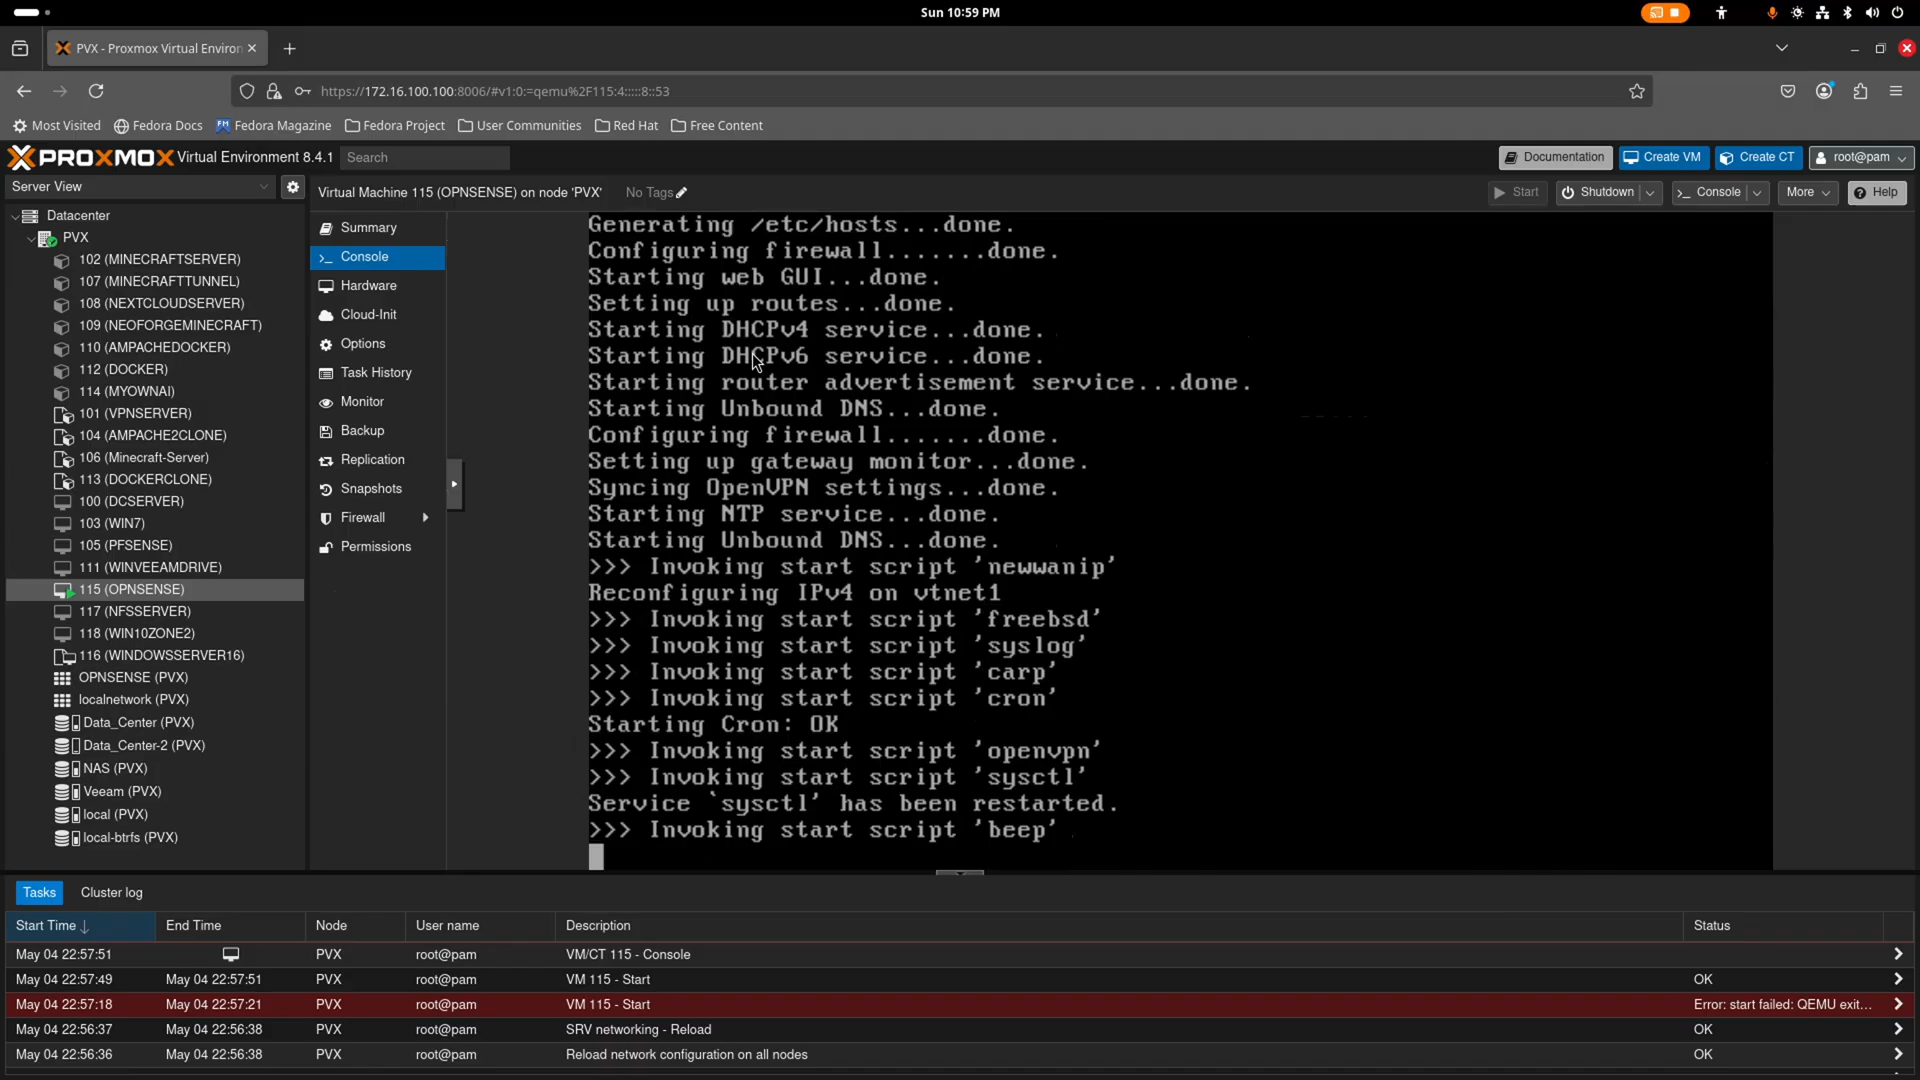 Sun 10:59 PM
PVX - Proxmox Virtual Environ
https://172.16.100.100:8006/#v1:0:=qemu%2F115:4:::::8::53
Most Visited
Fedora Docs
Fedora Magazine
Fedora Project
User Communities
Red Hat
Free Content
PROXMOX Virtual Environment 8.4.1
Search
Documentation
Create VM
Create CT
root@pam
Server View
Virtual Machine 115 (OPNSENSE) on node 'PVX'
No Tags
Start
Shutdown
Console
More
Help
Datacenter
PVX
102 (MINECRAFTSERVER)
107 (MINECRAFTTUNNEL)
108 (NEXTCLOUDSERVER)
109 (NEOFORGEMINECRAFT)
110 (AMPACHEDOCKER)
112 (DOCKER)
114 (MYOWNAI)
101 (VPNSERVER)
104 (AMPACHE2CLONE)
106 (Minecraft-Server)
113 (DOCKERCLONE)
100 (DCSERVER)
103 (WIN7)
105 (PFSENSE)
111 (WINVEEAMDRIVE)
115 (OPNSENSE)
117 (NFSSERVER)
118 (WIN10ZONE2)
116 (WINDOWSSERVER16)
OPNSENSE (PVX)
localnetwork (PVX)
Data_Center (PVX)
Data_Center-2 (PVX)
NAS (PVX)
Veeam (PVX)
local (PVX)
local-btrfs (PVX)
Summary
Console
Hardware
Cloud-Init
Options
Task History
Monitor
Backup
Replication
Snapshots
Firewall
Permissions
Generating /etc/hosts...done.
Configuring firewall.......done.
Starting web GUI...done.
Setting up routes...done.
Starting DHCPv4 service...done.
Starting DHCPv6 service...done.
Starting router advertisement service...done.
Starting Unbound DNS...done.
Configuring firewall.......done.
Setting up gateway monitor...done.
Syncing OpenVPN settings...done.
Starting NTP service...done.
Starting Unbound DNS...done.
>>> Invoking start script 'newwanip'
Reconfiguring IPv4 on vtnet1
>>> Invoking start script 'freebsd'
>>> Invoking start script 'syslog'
>>> Invoking start script 'carp'
>>> Invoking start script 'cron'
Starting Cron: OK
>>> Invoking start script 'openvpn'
>>> Invoking start script 'sysctl'
Service `sysctl' has been restarted.
>>> Invoking start script 'beep'
Tasks
Cluster log
Start Time
End Time
Node
User name
Description
Status
May 04 22:57:51 PVX root@pam VM/CT 115 - Console
May 04 22:57:49 May 04 22:57:51 PVX root@pam VM 115 - Start OK
May 04 22:57:18 May 04 22:57:21 PVX root@pam VM 115 - Start Error: start failed: QEMU exit...
May 04 22:56:37 May 04 22:56:38 PVX root@pam SRV networking - Reload OK
May 04 22:56:36 May 04 22:56:38 PVX root@pam Reload network configuration on all nodes OK